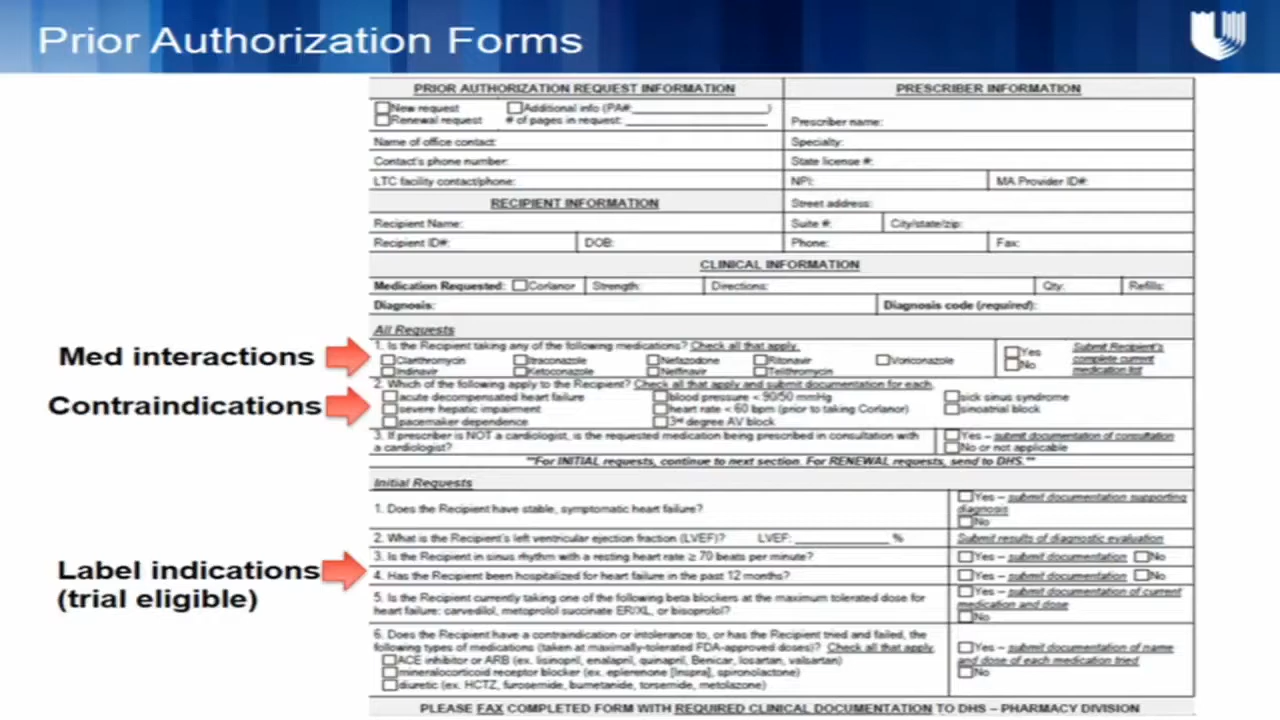 Prior Authorization Forms
PRIOR AUTHORIZATION REQUEST INFORMATION
PRESCRIBER INFORMATION
New request
Additional info (PA#:____________________)
Renewal request
# of pages in request: ____________________
Prescriber name:
Name of office contact:
Specialty:
Contact's phone number:
State license #:
LTC facility contact/phone:
NPI:
MA Provider ID#:
RECIPIENT INFORMATION
Street address:
Recipient Name:
Suite #:
City/state/zip:
Recipient ID#:
DOB:
Phone:
Fax:
CLINICAL INFORMATION
Medication Requested:
Corlanor
Strength:
Directions:
Qty:
Refills:
Diagnosis:
Diagnosis code (required):
All Requests
Med interactions
1. Is the Recipient taking any of the following medications? Check all that apply.
Clarithromycin
Itraconazole
Nefazodone
Ritonavir
Voriconazole
Indinavir
Ketoconazole
Nelfinavir
Telithromycin
Yes
No
Submit Recipient's
complete current
medication list
Contraindications
2. Which of the following apply to the Recipient? Check all that apply and submit documentation for each.
acute decompensated heart failure
blood pressure < 90/50 mmHg
sick sinus syndrome
severe hepatic impairment
heart rate < 60 bpm (prior to taking Corlanor)
sinoatrial block
pacemaker dependence
3rd degree AV block
3. If prescriber is NOT a cardiologist, is the requested medication being prescribed in consultation with
a cardiologist?
Yes – submit documentation of consultation
No or not applicable
**For INITIAL requests, continue to next section. For RENEWAL requests, send to DHS.**
Initial Requests
1. Does the Recipient have stable, symptomatic heart failure?
Yes – submit documentation supporting
diagnosis
No
2. What is the Recipient's left ventricular ejection fraction (LVEF)? LVEF: ______________ %
Submit results of diagnostic evaluation
Label indications
(trial eligible)
3. Is the Recipient in sinus rhythm with a resting heart rate ≥ 70 beats per minute?
Yes – submit documentation
No
4. Has the Recipient been hospitalized for heart failure in the past 12 months?
Yes – submit documentation
No
5. Is the Recipient currently taking one of the following beta blockers at the maximum tolerated dose for
heart failure: carvedilol, metoprolol succinate ER/XL, or bisoprolol?
Yes – submit documentation of current
medication and dose
No
6. Does the Recipient have a contraindication or intolerance to, or has the Recipient tried and failed, the
following types of medications (taken at maximally-tolerated FDA-approved doses)? Check all that apply.
ACE inhibitor or ARB (ex. lisinopril, enalapril, quinapril, Benicar, losartan, valsartan)
mineralocorticoid receptor blocker (ex. eplerenone [Inspra], spironolactone)
diuretic (ex. HCTZ, furosemide, bumetanide, torsemide, metolazone)
Yes – submit documentation of name
and dose of each medication tried
No
PLEASE FAX COMPLETED FORM WITH REQUIRED CLINICAL DOCUMENTATION TO DHS – PHARMACY DIVISION